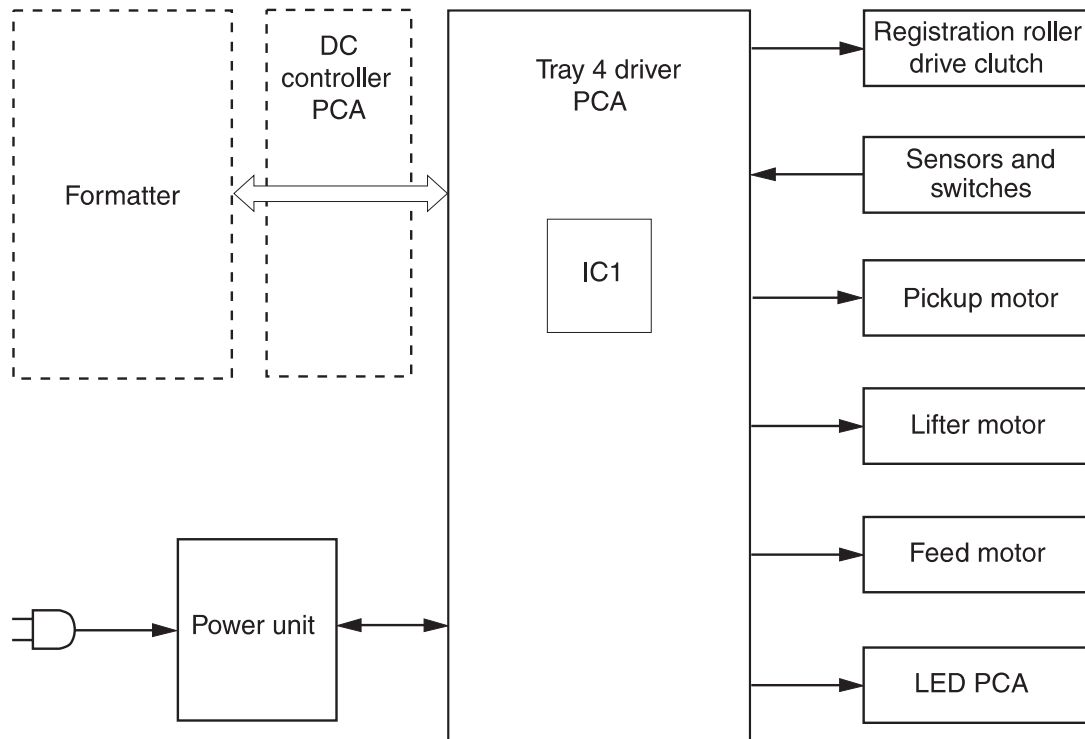 Formatter
DC
controller
PCA
Tray 4 driver
PCA
IC1
Power unit
Registration roller
drive clutch
Sensors and
switches
Pickup motor
Lifter motor
Feed motor
LED PCA